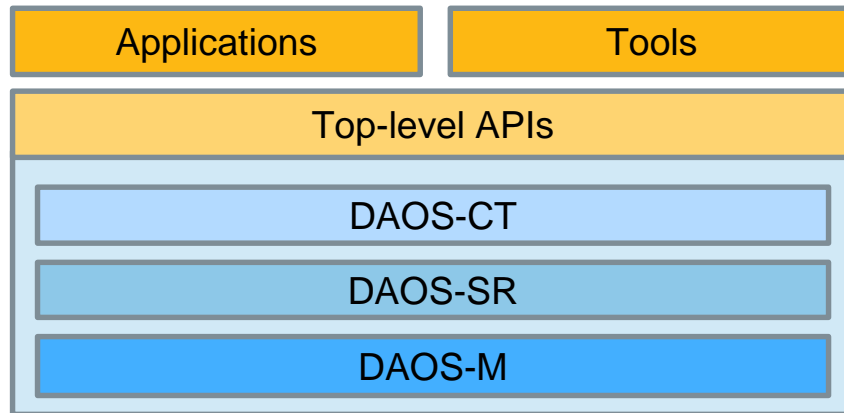 Applications
Tools
Top-level APIs
DAOS-CT
DAOS-SR
DAOS-M